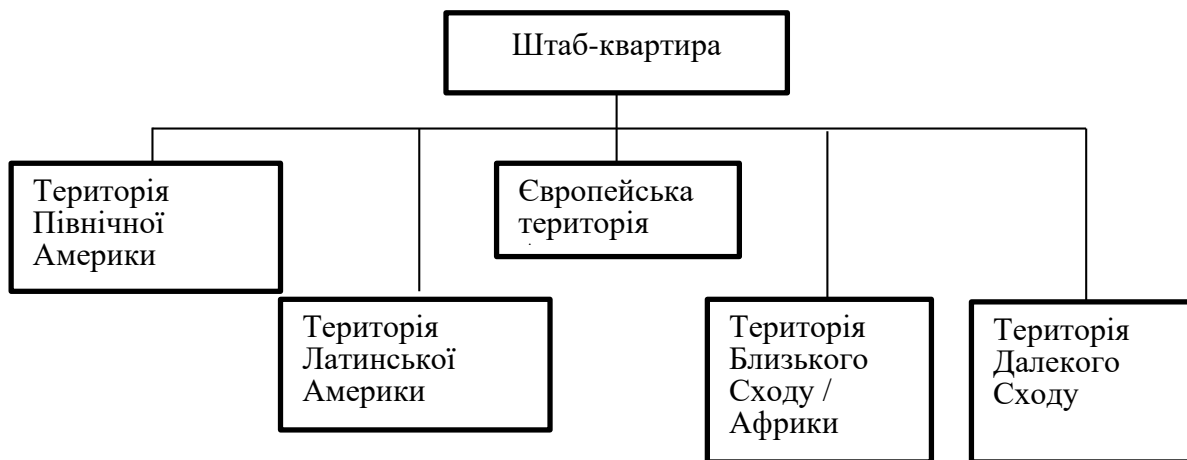 Штаб-квартира
Територія
Північної
Америки
Європейська
територія
Територія
Латинської
Америки
Територія
Близького
Сходу /
Африки
Територія
Далекого
Сходу